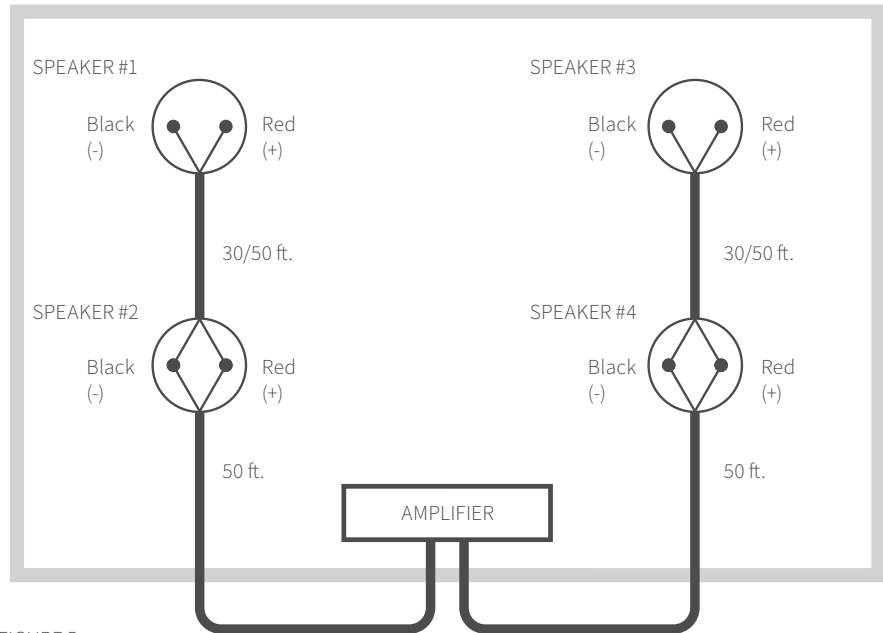 SPEAKER #1
Black
(-)
Red
(+)
30/50 ft.
SPEAKER #2
Black
(-)
Red
(+)
50 ft.
SPEAKER #3
Black
(-)
Red
(+)
30/50 ft.
SPEAKER #4
Black
(-)
Red
(+)
50 ft.
AMPLIFIER